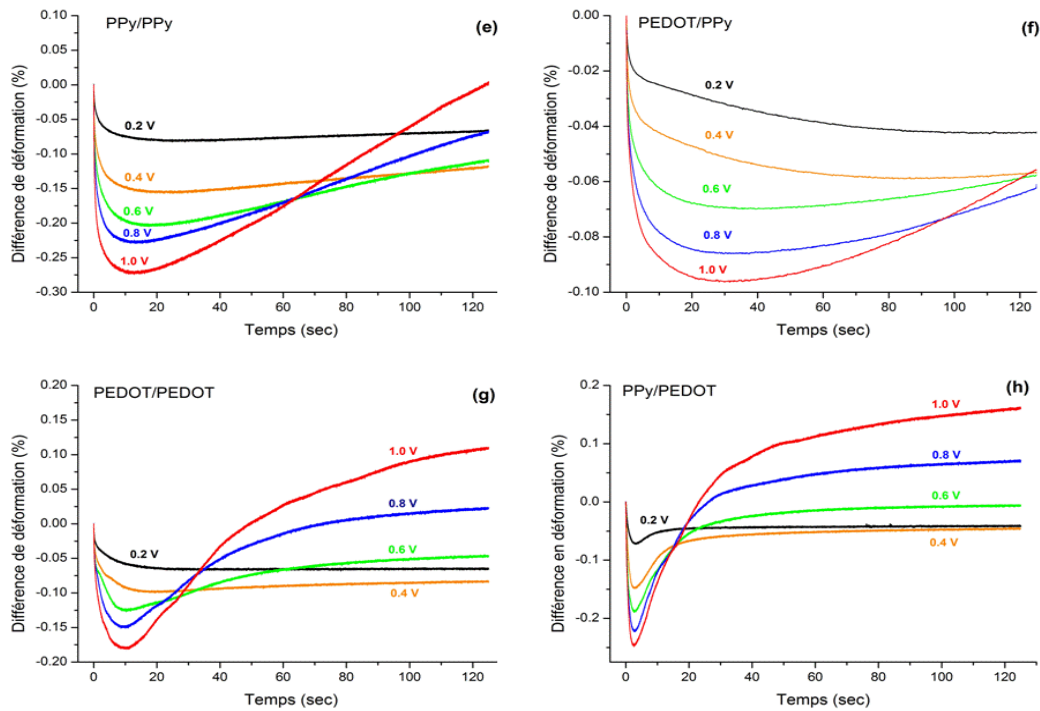 PPy/PPy
(e)
0.10
0.05
0.00
-0.05
-0.10
-0.15
-0.20
-0.25
-0.30
Différence de déformation (%)
0.2 V
0.4 V
0.6 V
0.8 V
1.0 V
0 20 40 60 80 100 120
Temps (sec)
PEDOT/PPy
(f)
0.00
-0.02
-0.04
-0.06
-0.08
-0.10
Différence de déformation (%)
0.2 V
0.4 V
0.6 V
0.8 V
1.0 V
0 20 40 60 80 100 120
Temps (sec)
PEDOT/PEDOT
(g)
0.20
0.15
0.10
0.05
0.00
-0.05
-0.10
-0.15
-0.20
Différence de déformation (%)
1.0 V
0.8 V
0.2 V
0.6 V
0.4 V
0 20 40 60 80 100 120
Temps (sec)
PPy/PEDOT
(h)
0.2
0.1
0.0
-0.1
-0.2
Différence en déformation (%)
1.0 V
0.8 V
0.6 V
0.2 V
0.4 V
0 20 40 60 80 100 120
Temps (sec)